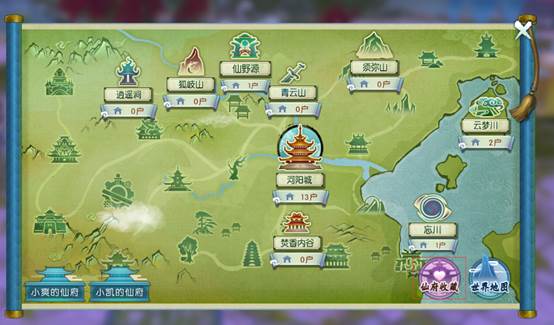 仙野源
1户
须弥山
0户
狐岐山
0户
逍遥涧
0户
青云山
0户
云梦川
2户
河阳城
13户
忘川
1户
焚香内谷
0户
小爽的仙府
小凯的仙府
仙府收藏
世界地图